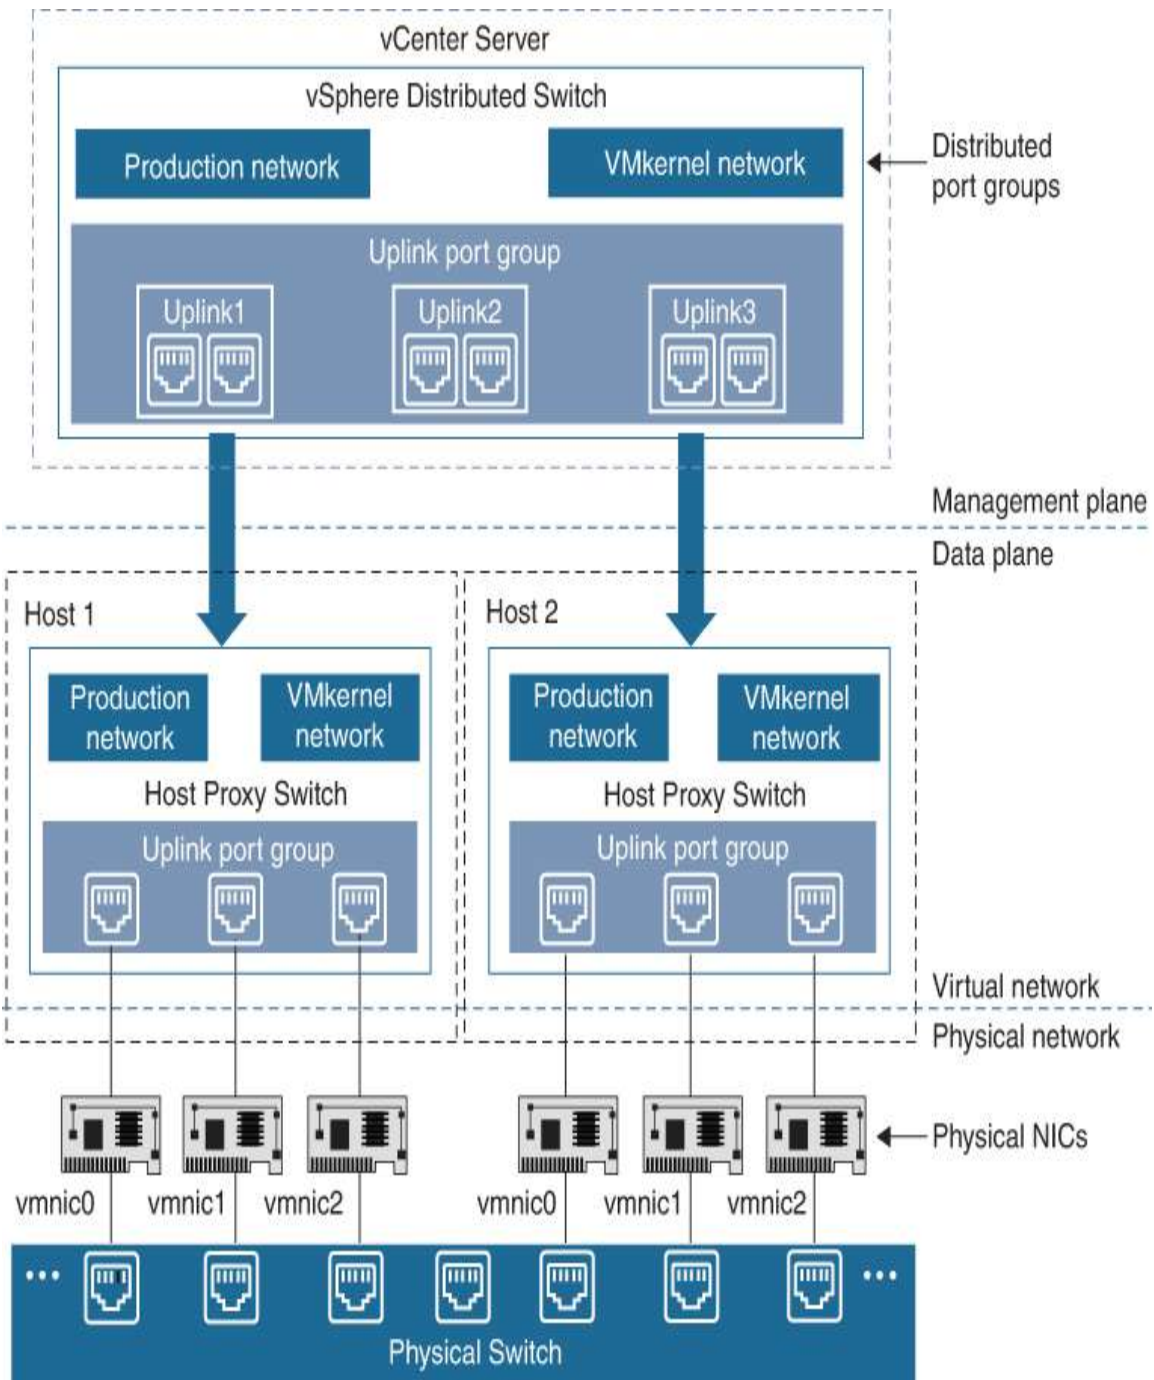 vCenter Server
vSphere Distributed Switch
Production network
VMkernel network
Distributed
port groups
Uplink port group
Uplink1
Uplink2
Uplink3
Management plane
Data plane
Host 1
Host 2
Production
network
VMkernel
network
Production
network
VMkernel
network
Host Proxy Switch
Host Proxy Switch
Uplink port group
Uplink port group
Virtual network
Physical network
Physical NICs
vmnic0
vmnic1
vmnic2
vmnic0
vmnic1
vmnic2
•••
•••
Physical Switch